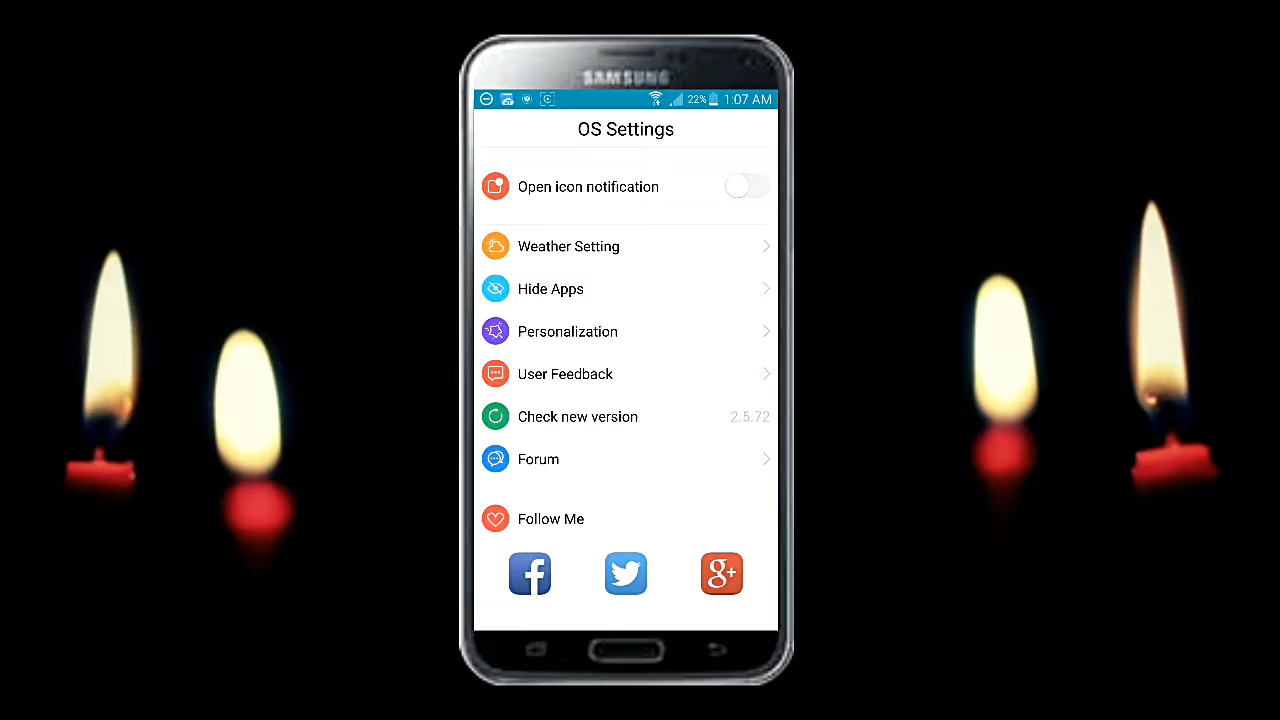 SAMSUNG
22% 1:07 AM
OS Settings
Open icon notification
Weather Setting
Hide Apps
Personalization
User Feedback
Check new version 2.5.72
Forum
Follow Me
f
g+